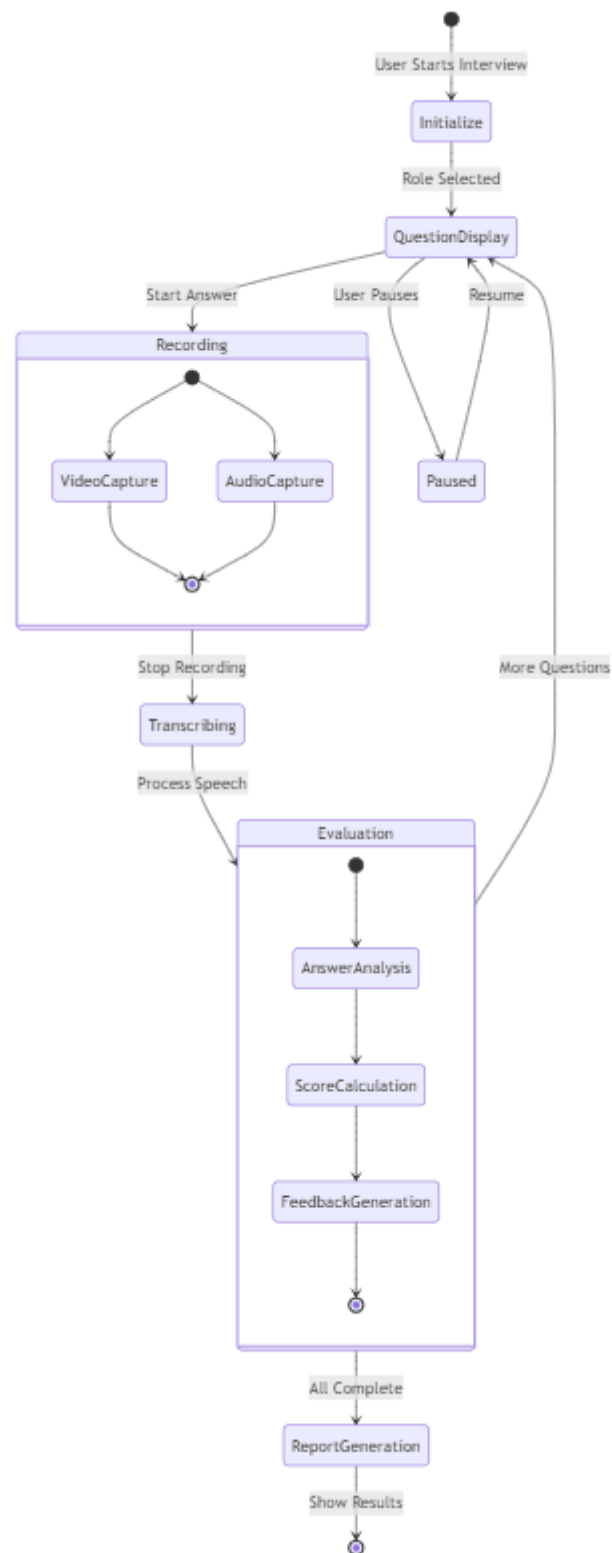 User Starts Interview
Initialize
Role Selected
QuestionDisplay
Start Answer
User Pauses
Resume
Recording
VideoCapture
AudioCapture
Paused
Stop Recording
More Questions
Transcribing
Process Speech
Evaluation
AnswerAnalysis
ScoreCalculation
FeedbackGeneration
All Complete
ReportGeneration
Show Results